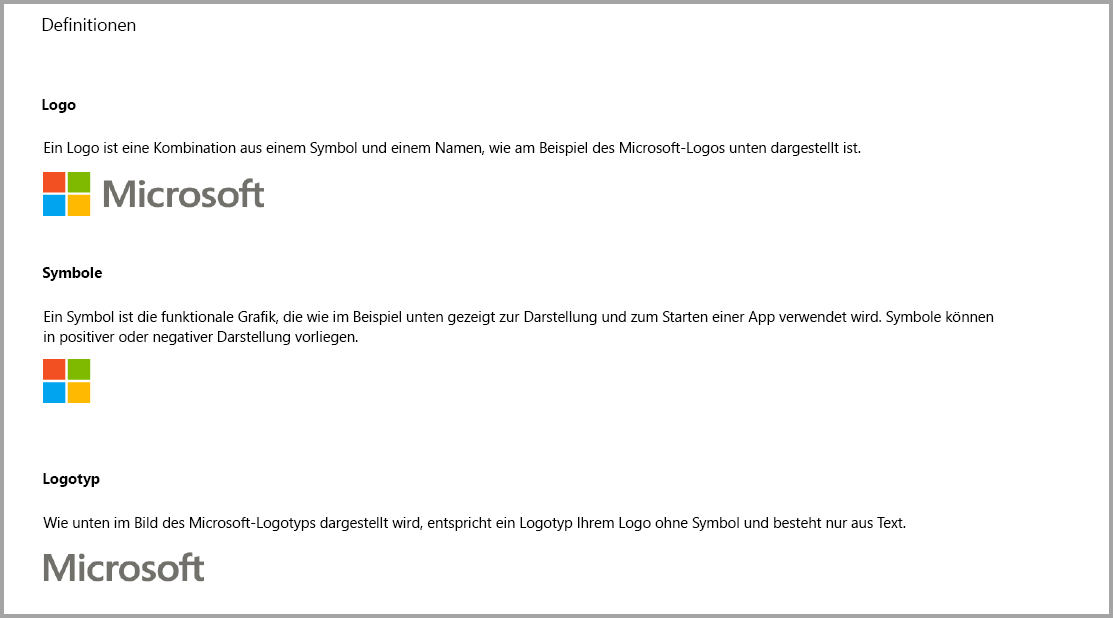 Definitionen
Logo
Ein Logo ist eine Kombination aus einem Symbol und einem Namen, wie am Beispiel des Microsoft-Logos unten dargestellt ist.
Microsoft
Symbole
Ein Symbol ist die funktionale Grafik, die wie im Beispiel unten gezeigt zur Darstellung und zum Starten einer App verwendet wird. Symbole können
in positiver oder negativer Darstellung vorliegen.
Logotyp
Wie unten im Bild des Microsoft-Logotyps dargestellt wird, entspricht ein Logotyp Ihrem Logo ohne Symbol und besteht nur aus Text.
Microsoft